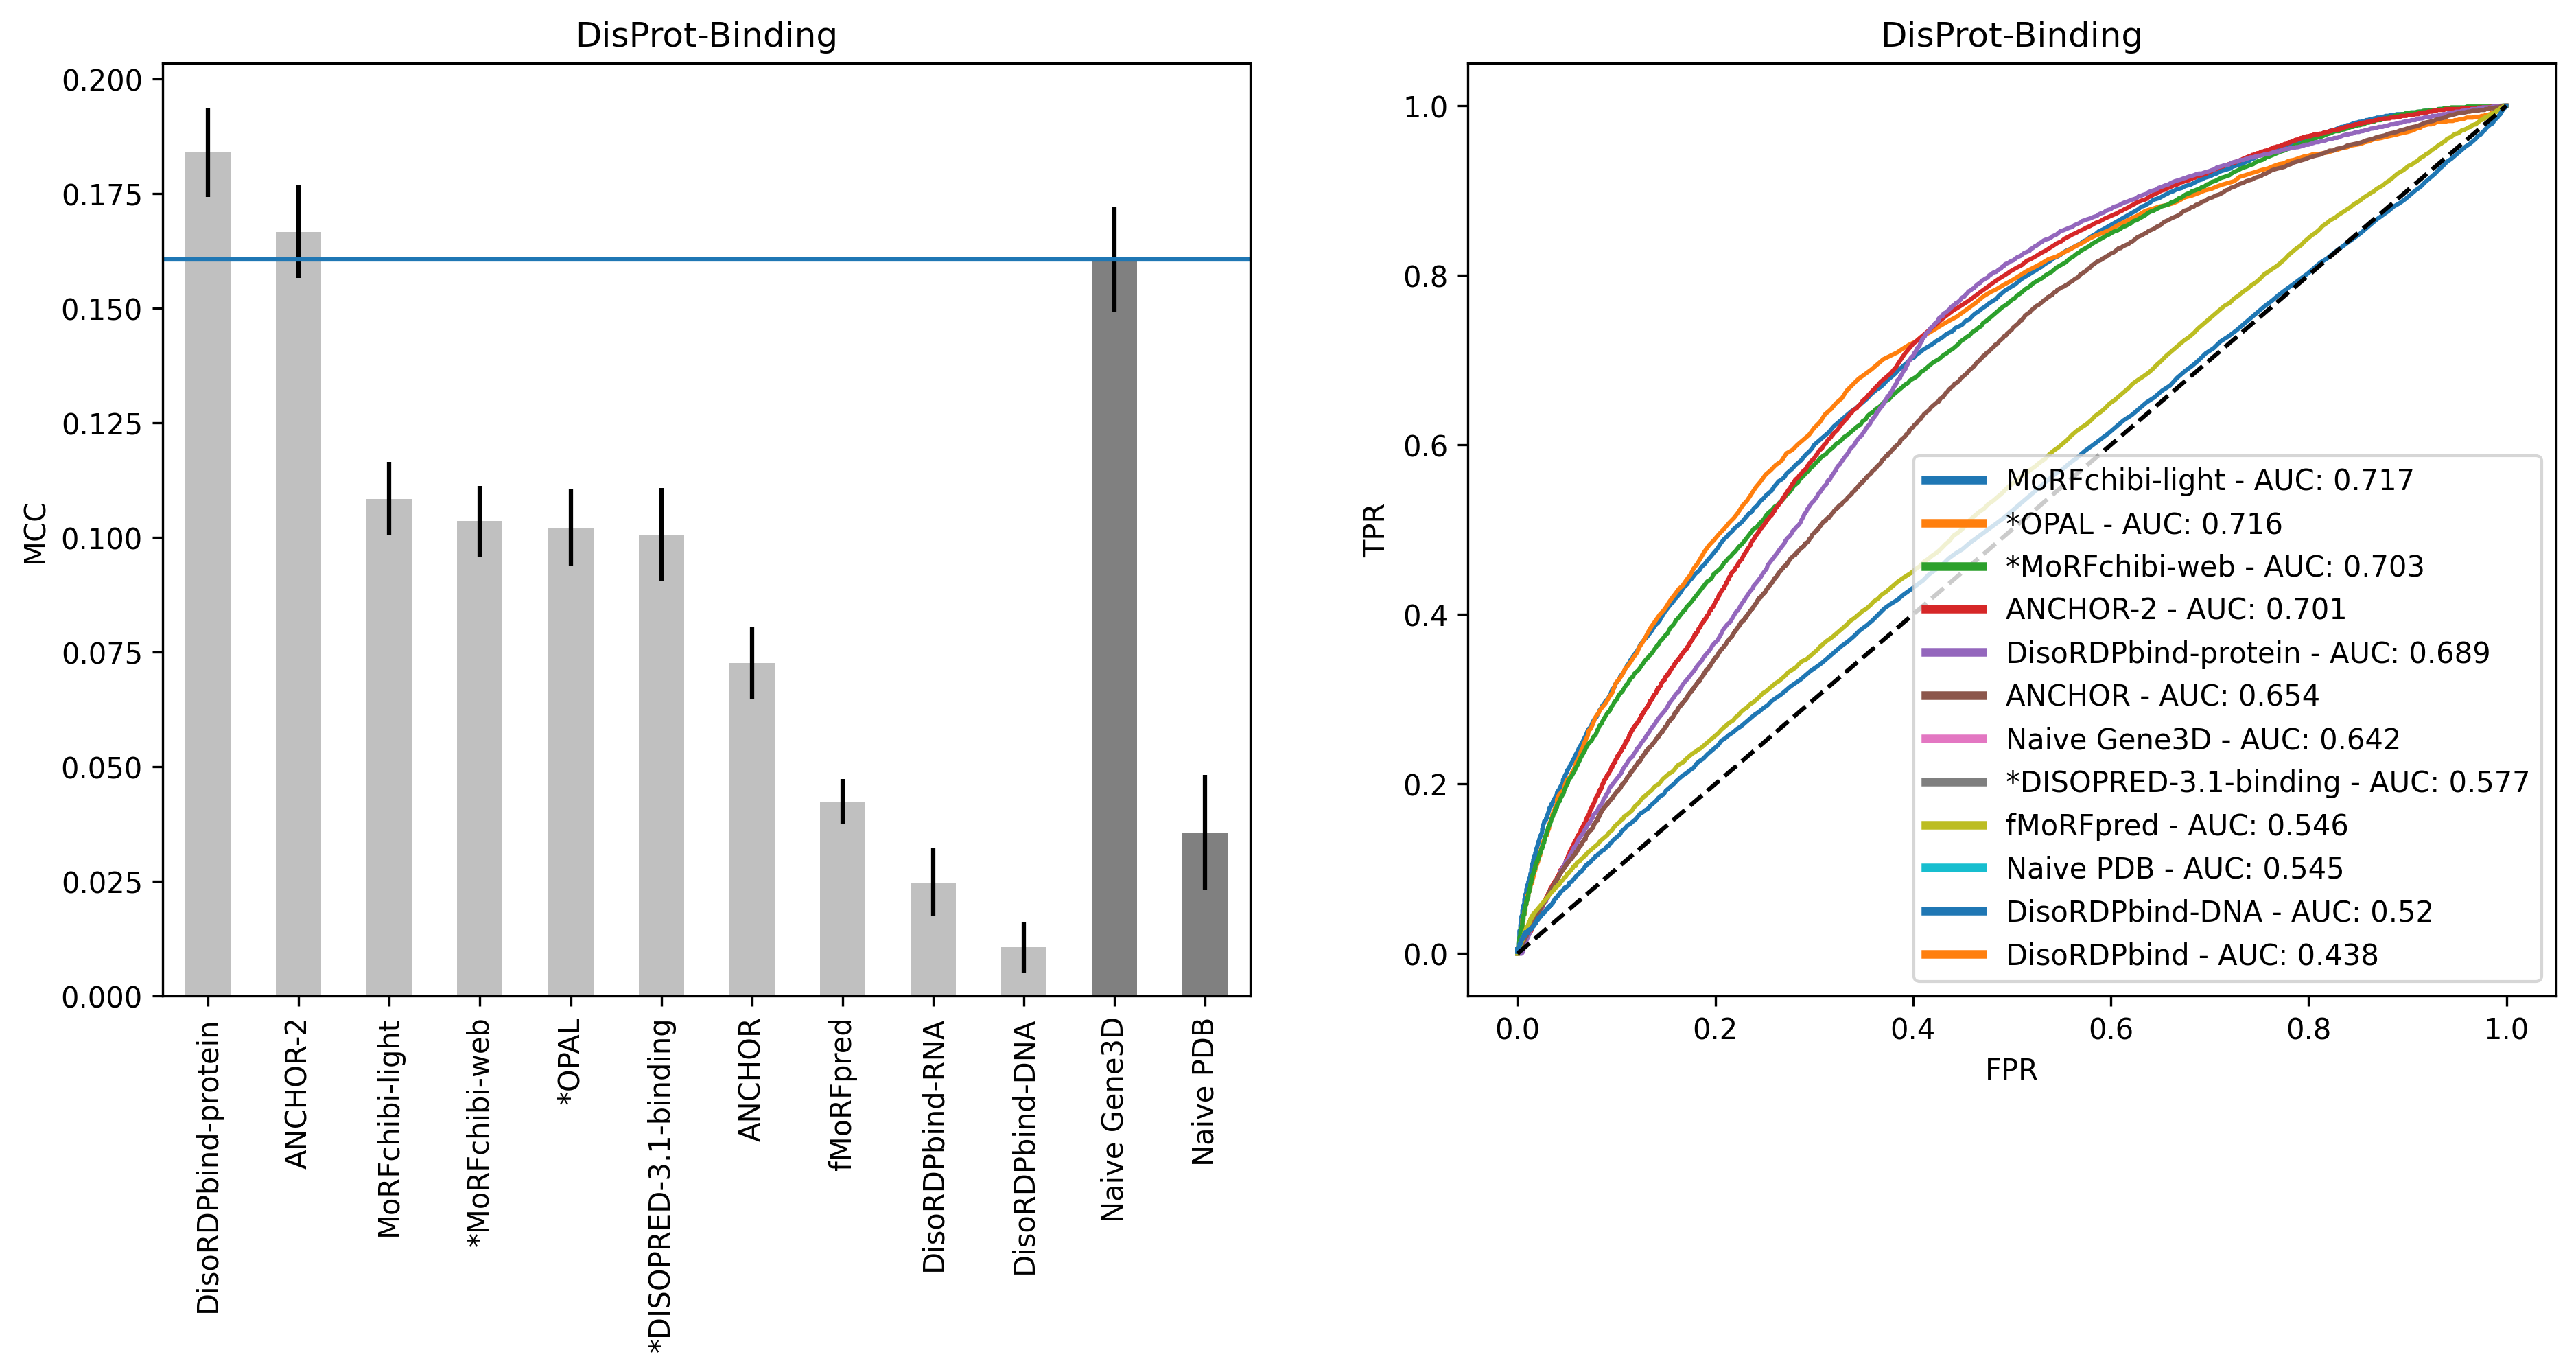 DisProt-Binding
0.200
0.175
0.150
0.125
0.100
0.075
0.050
0.025
0.000
MCC
DisoRDPbind-protein
ANCHOR-2
MoRFchibi-light
*MoRFchibi-web
*OPAL
*DISOPRED-3.1-binding
ANCHOR
fMoRFpred
DisoRDPbind-RNA
DisoRDPbind-DNA
Naive Gene3D
Naive PDB
DisProt-Binding
1.0
0.8
0.6
0.4
0.2
0.0
TPR
MoRFchibi-light - AUC: 0.717
*OPAL - AUC: 0.716
*MoRFchibi-web - AUC: 0.703
ANCHOR-2 - AUC: 0.701
DisoRDPbind-protein - AUC: 0.689
ANCHOR - AUC: 0.654
Naive Gene3D - AUC: 0.642
*DISOPRED-3.1-binding - AUC: 0.577
fMoRFpred - AUC: 0.546
Naive PDB - AUC: 0.545
DisoRDPbind-DNA - AUC: 0.52
DisoRDPbind - AUC: 0.438
0.0 0.2 0.4 0.6 0.8 1.0
FPR